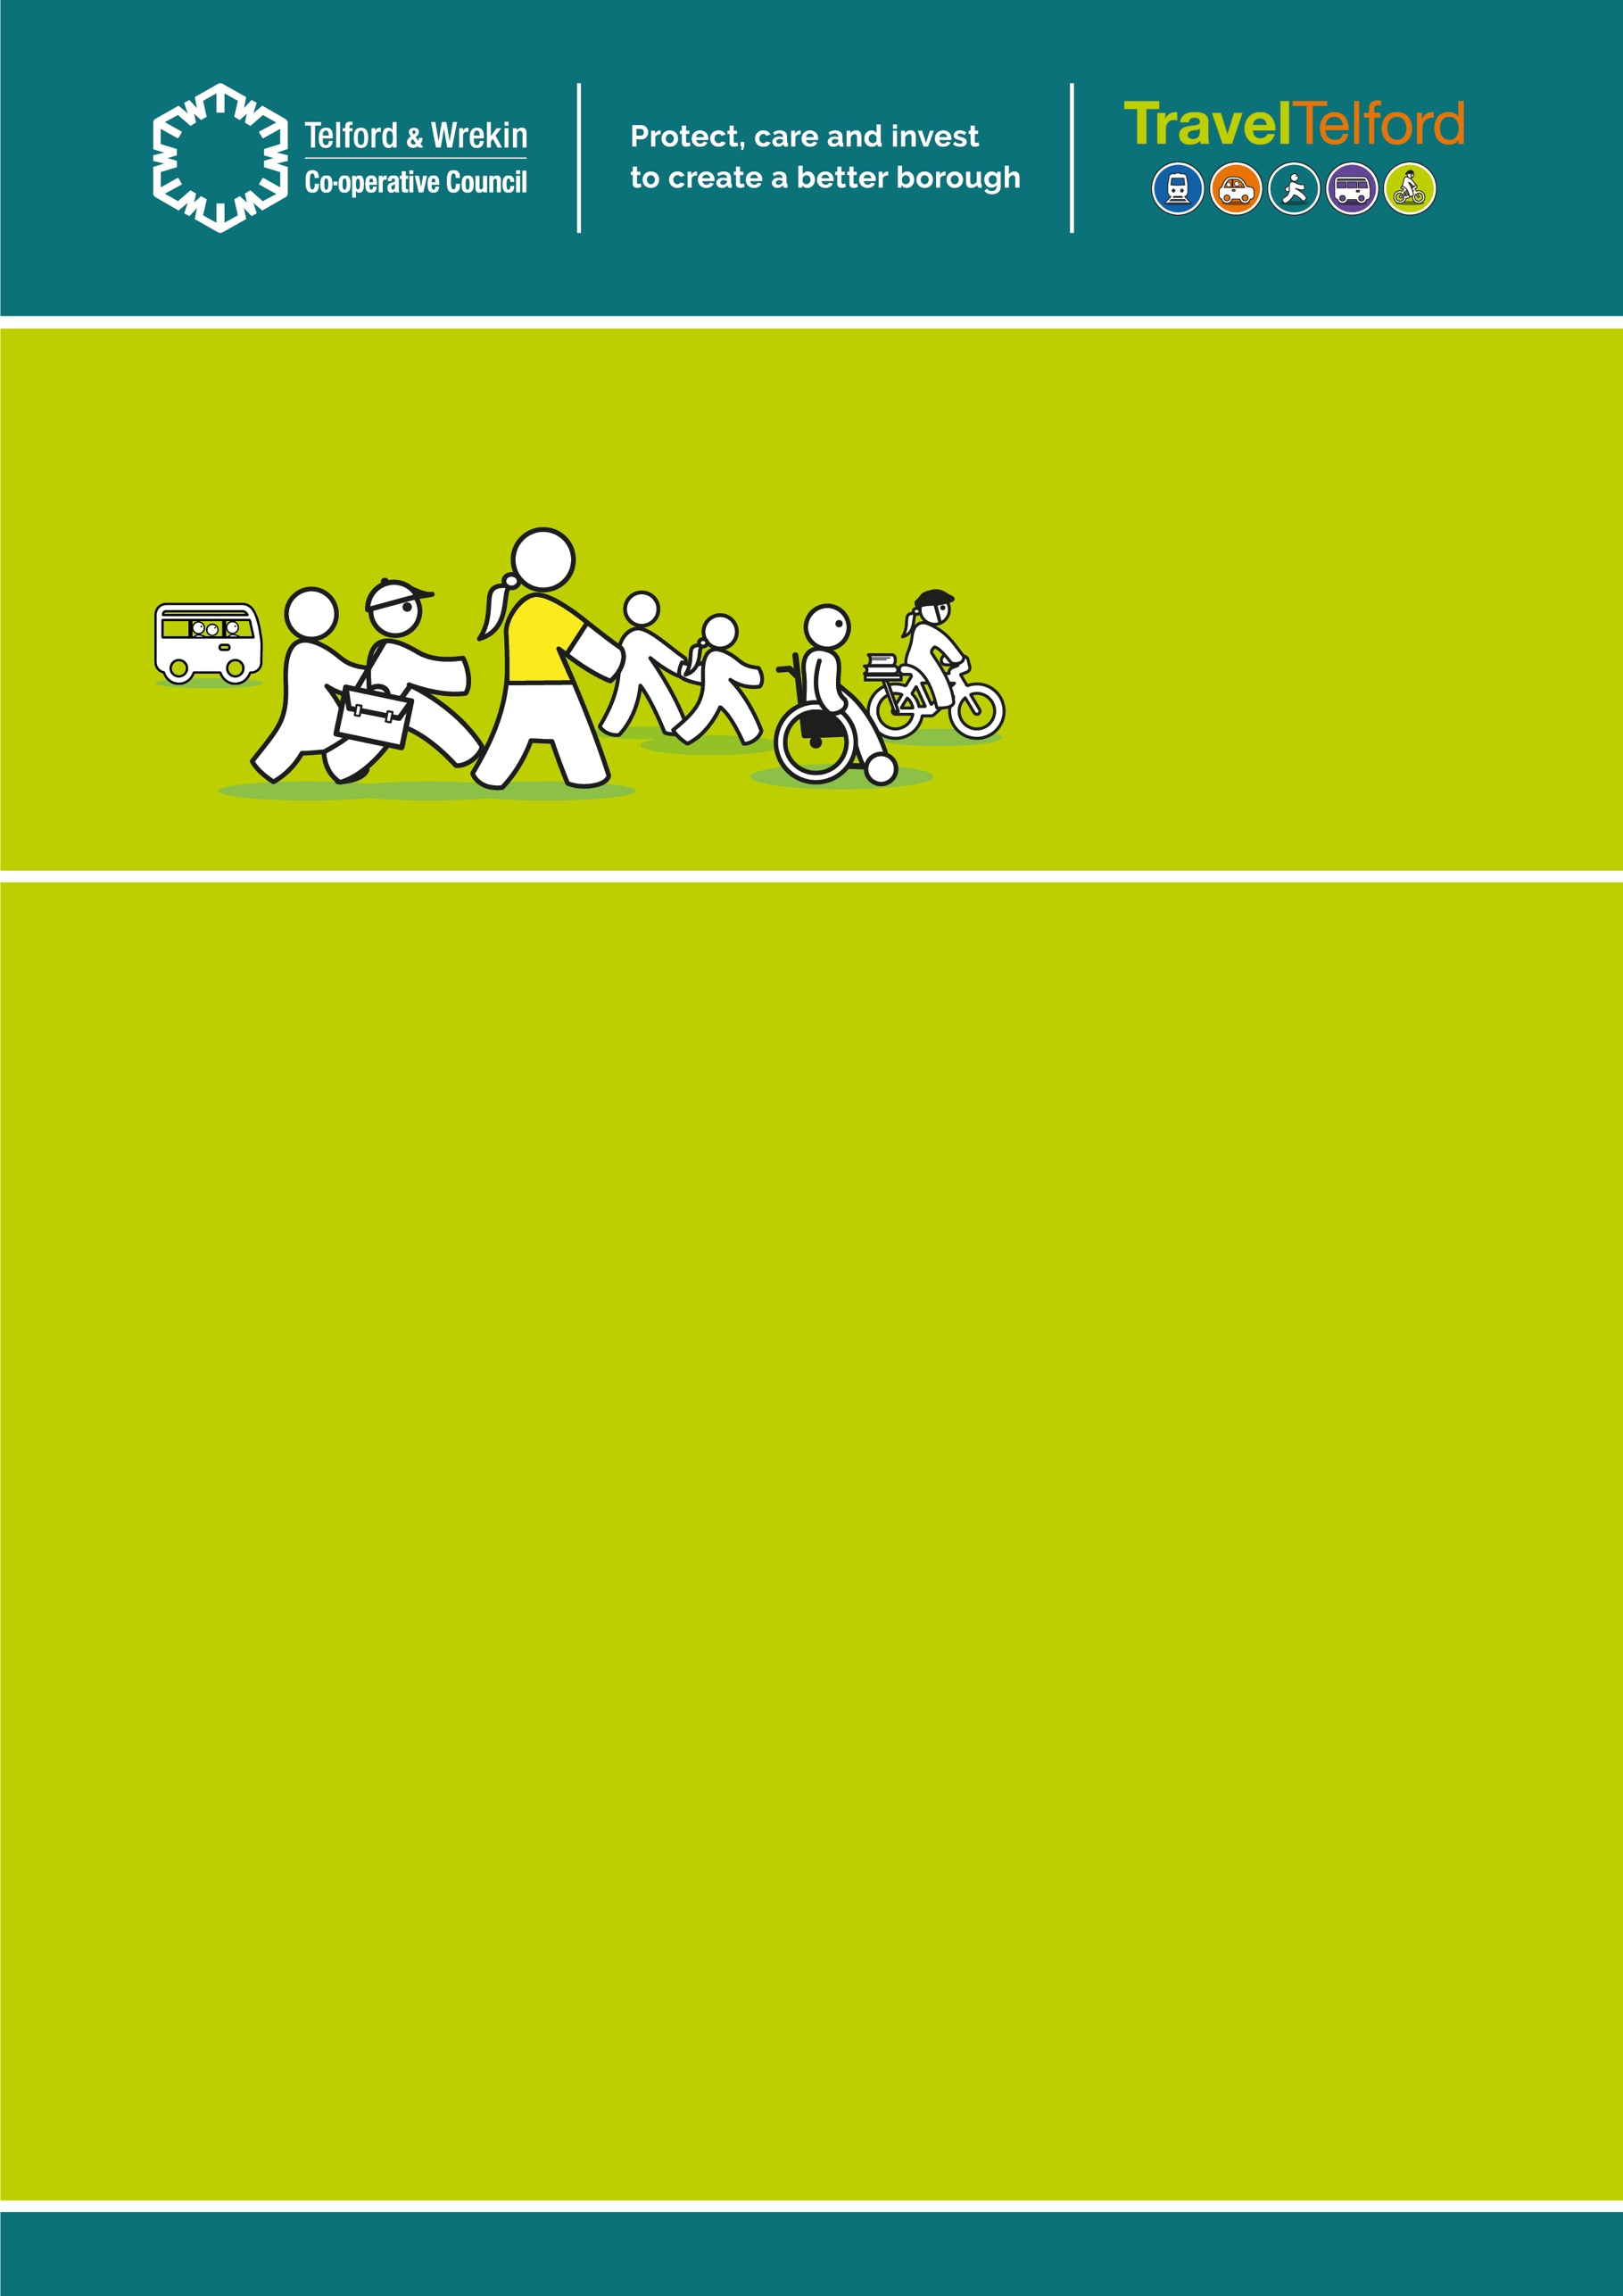 Telford & Wrekin
Co-operative Council
Protect, care and invest
to create a better borough
TravelTelford